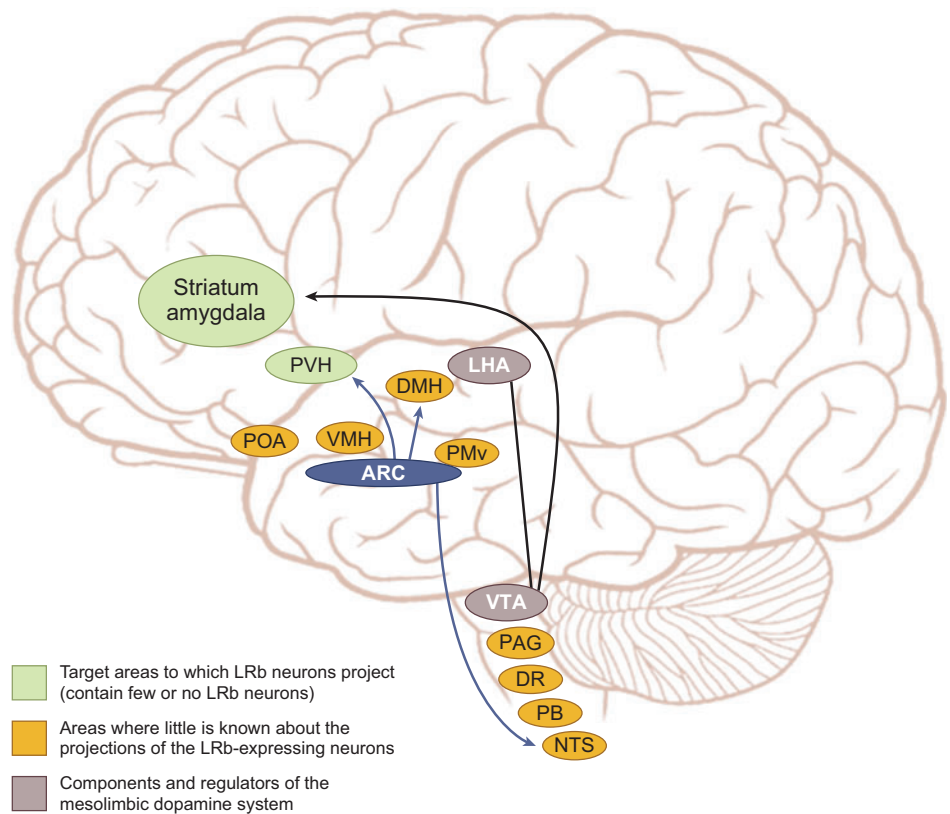 Striatum
amygdala
PVH
LHA
DMH
POA
VMH
PMv
ARC
VTA
PAG
DR
PB
NTS
Target areas to which LRb neurons project
(contain few or no LRb neurons)
Areas where little is known about the
projections of the LRb-expressing neurons
Components and regulators of the
mesolimbic dopamine system